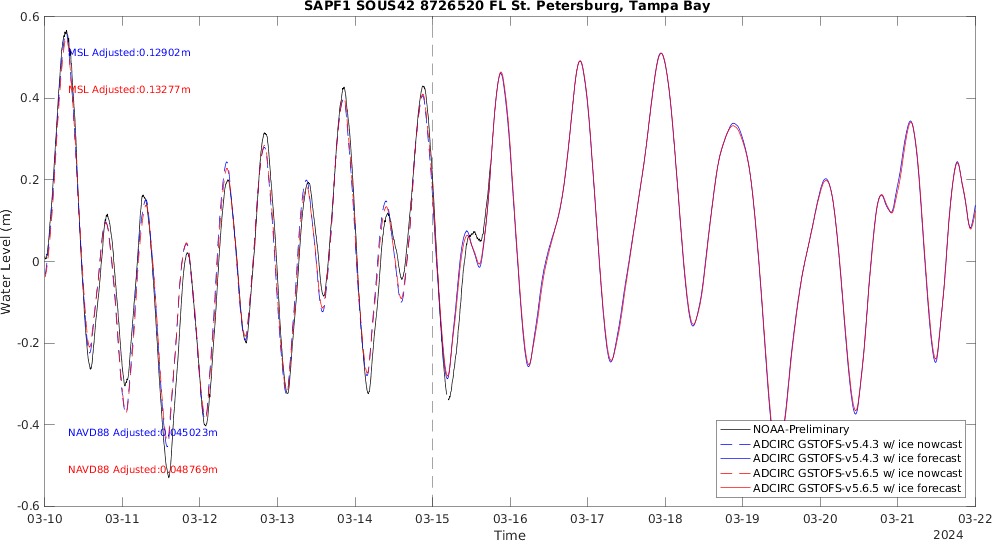 SAPF1 SOUS42 8726520 FL St. Petersburg, Tampa Bay
0.6
0.4
0.2
0
-0.2
-0.4
-0.6
Water Level (m)
MSL Adjusted:0.12902m
MSL Adjusted:0.13277m
NAVD88 Adjusted:0.045023m
NAVD88 Adjusted:0.048769m
NOAA-Preliminary
ADCIRC GSTOFS-v5.4.3 w/ ice nowcast
ADCIRC GSTOFS-v5.4.3 w/ ice forecast
ADCIRC GSTOFS-v5.6.5 w/ ice nowcast
ADCIRC GSTOFS-v5.6.5 w/ ice forecast
03-10 03-11 03-12 03-13 03-14 03-15 03-16 03-17 03-18 03-19 03-20 03-21 03-22
Time
2024